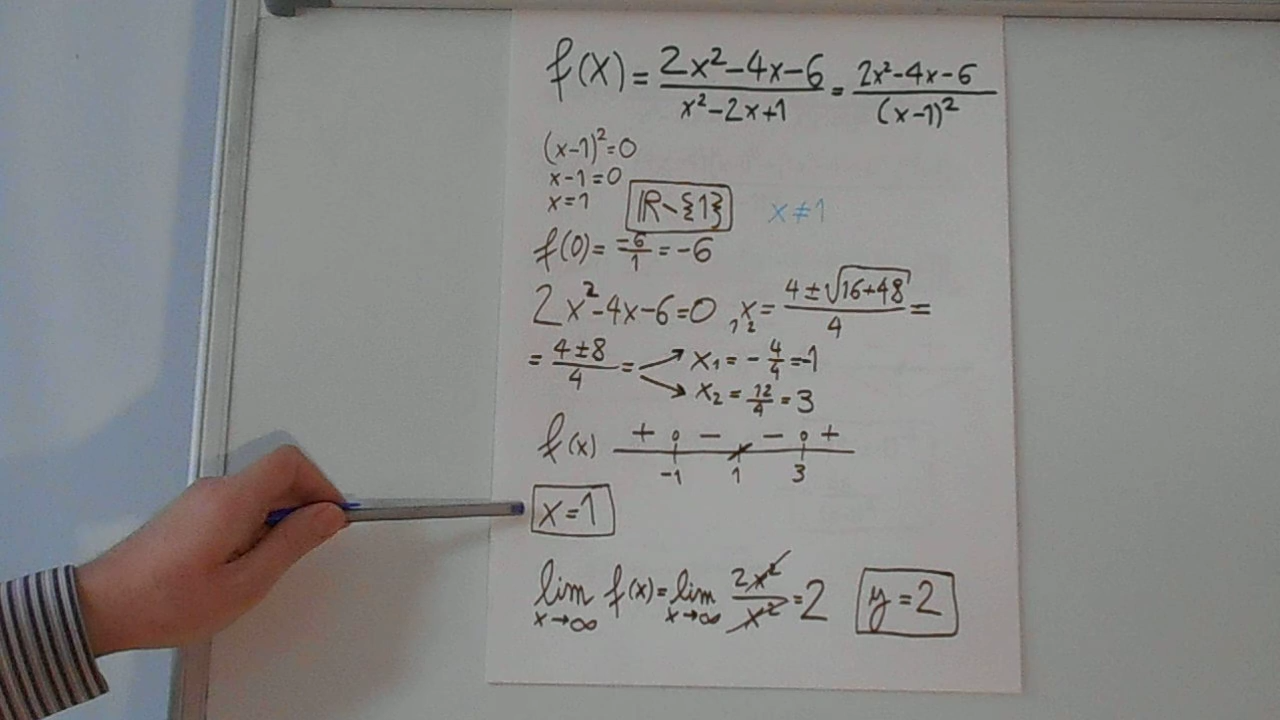 f(x) = (2x²-4x-6)/(x²-2x+1) = (2x²-4x-6)/(x-1)²
(x-1)²=0
x-1=0
x=1 ℝ∖{1} x≠1
f(0)= -6/1 = -6
2x²-4x-6=0, x₁,₂ = (4±√(16+48))/4 =
= (4±8)/4 = → x₁ = -4/4 = -1
→ x₂ = 12/4 = 3
f(x) + o - - o +
-1 1 3
x=1
lim x→∞ f(x) = lim x→∞ 2x²/x² = 2 y=2